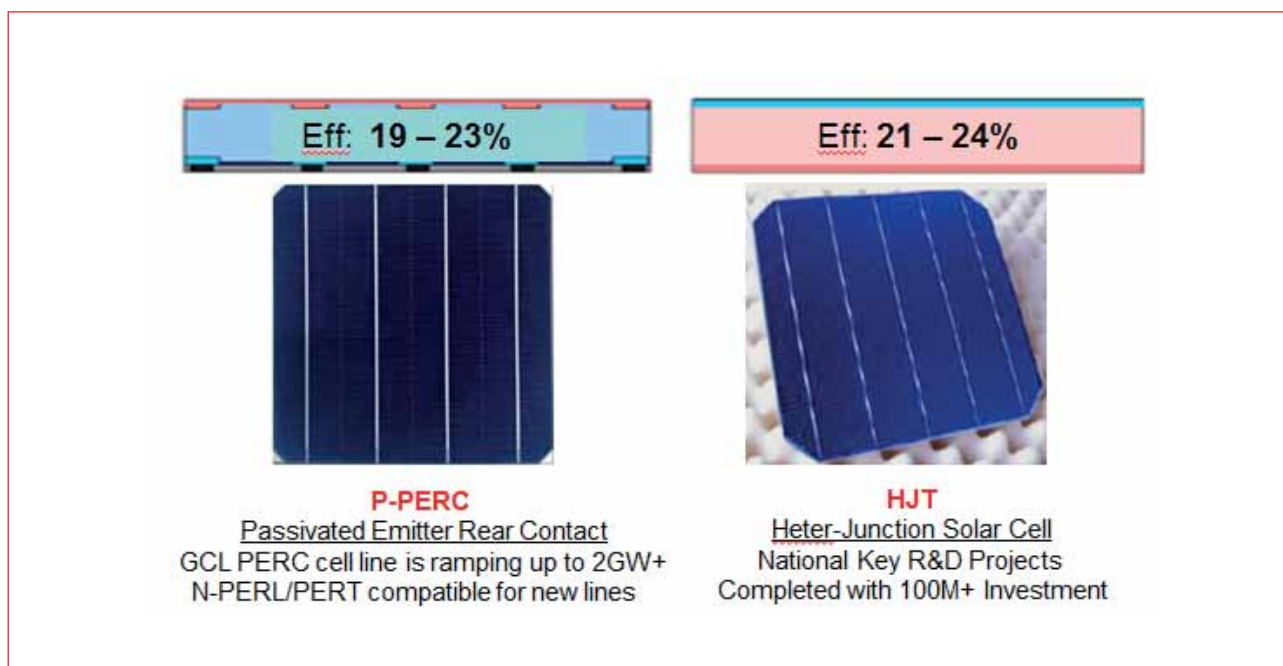 Eff: 19 – 23%
Eff: 21 – 24%
P-PERC
Passivated Emitter Rear Contact
GCL PERC cell line is ramping up to 2GW+
N-PERL/PERT compatible for new lines
HJT
Heter-Junction Solar Cell
National Key R&D Projects
Completed with 100M+ Investment